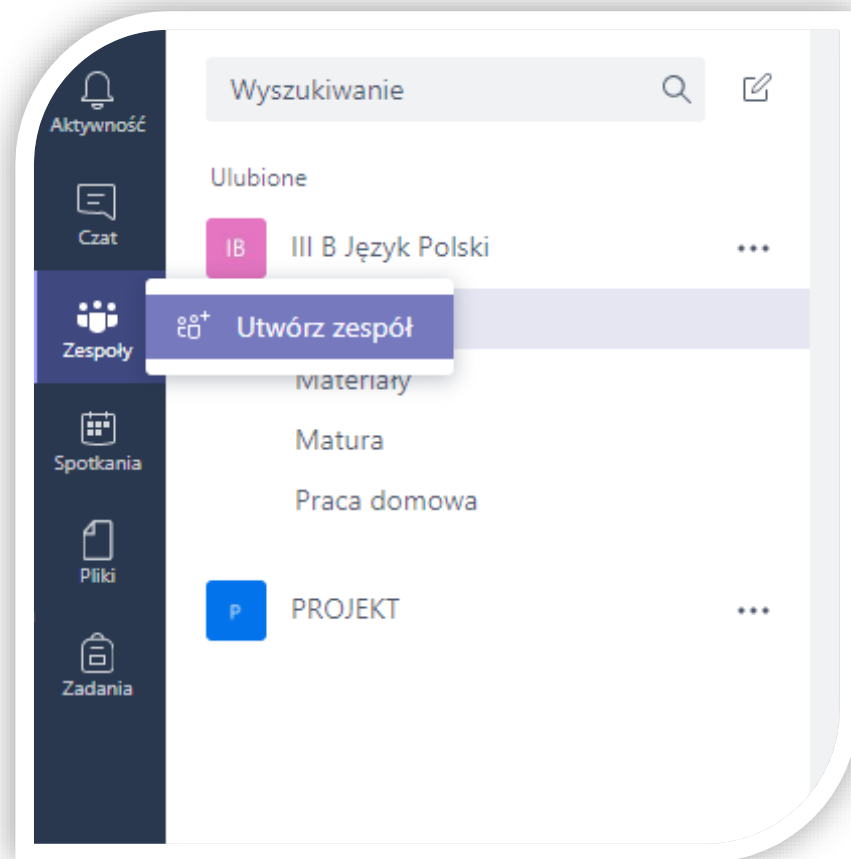 Aktywność
Czat
Zespoły
Spotkania
Pliki
Zadania
Wyszukiwanie
Ulubione
IB III B Język Polski
Utwórz zespół
Materiały
Matura
Praca domowa
P PROJEKT